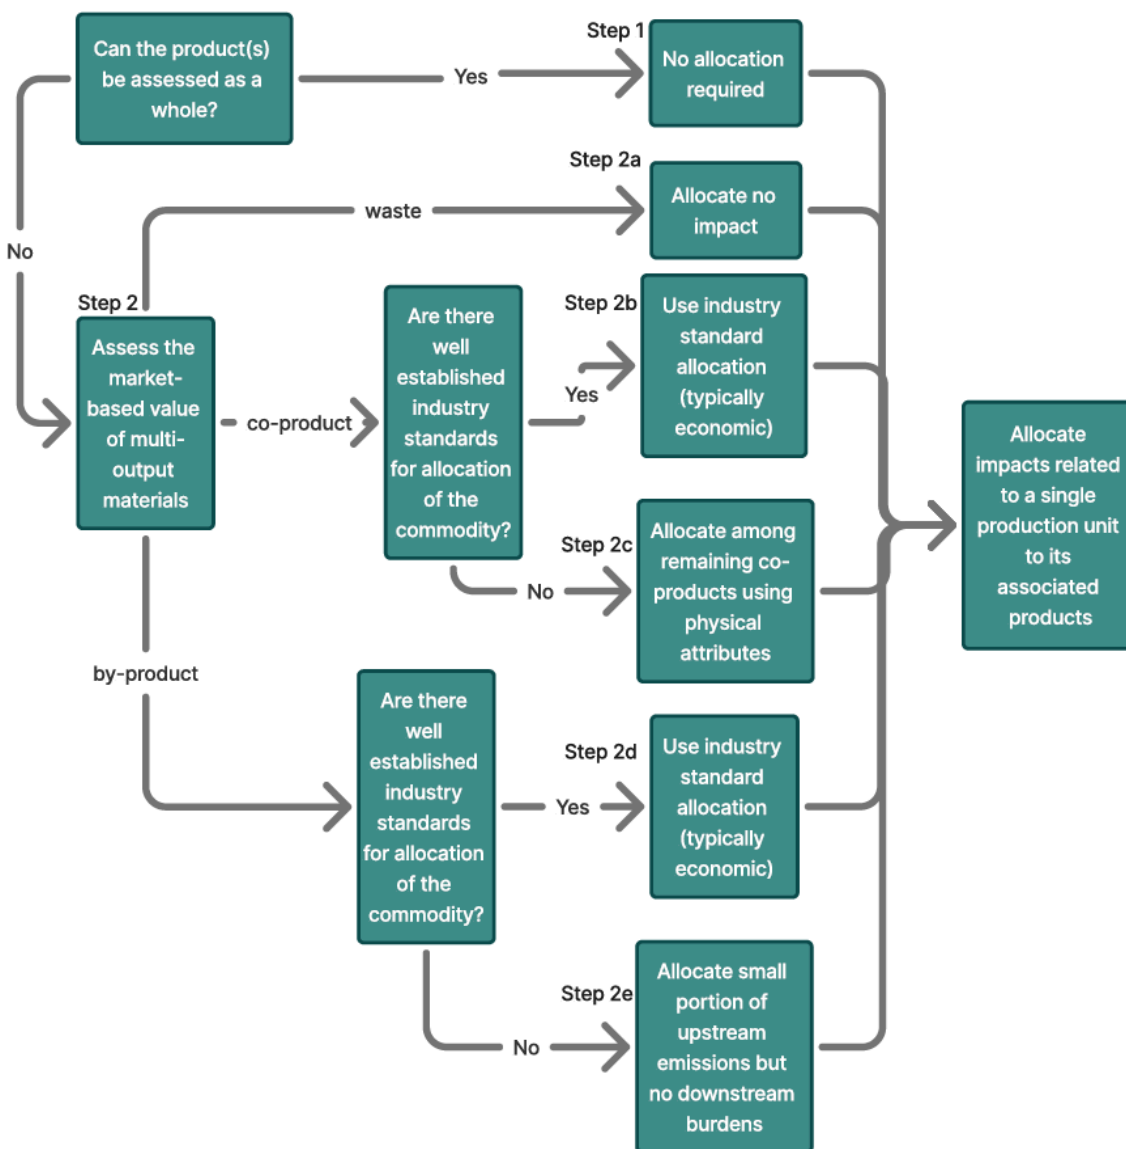 Can the product(s)
be assessed as a
whole?
Yes
Step 1
No allocation
required
No
Step 2a
waste
Allocate no
impact
Step 2
Assess the
market-
based value
of multi-
output
materials
co-product
Are there
well
established
industry
standards
for allocation
of the
commodity?
Yes
Step 2b
Use industry
standard
allocation
(typically
economic)
No
Step 2c
Allocate among
remaining co-
products using
physical
attributes
by-product
Are there
well
established
industry
standards
for allocation
of the
commodity?
Yes
Step 2d
Use industry
standard
allocation
(typically
economic)
No
Step 2e
Allocate small
portion of
upstream
emissions but
no downstream
burdens
Allocate
impacts related
to a single
production unit
to its
associated
products